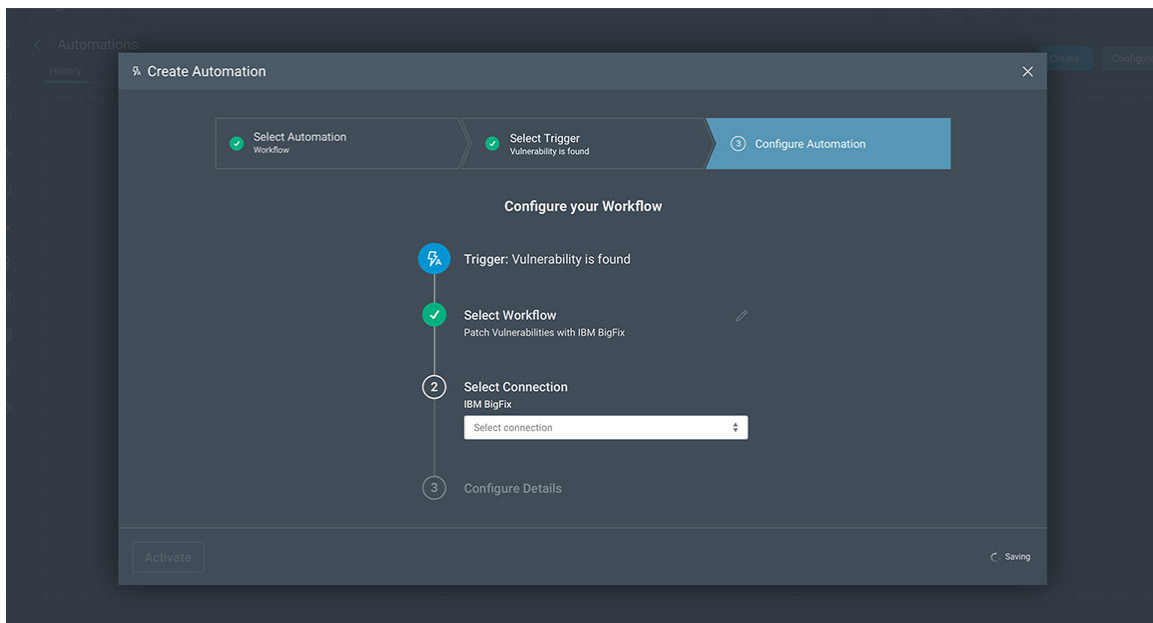 Automations
History
Create
Configur
Create Automation
Select Automation
Workflow
Select Trigger
Vulnerability is found
3
Configure Automation
Configure your Workflow
Trigger: Vulnerability is found
Select Workflow
Patch Vulnerabilities with IBM BigFix
2
Select Connection
IBM BigFix
Select connection
3
Configure Details
Activate
Saving